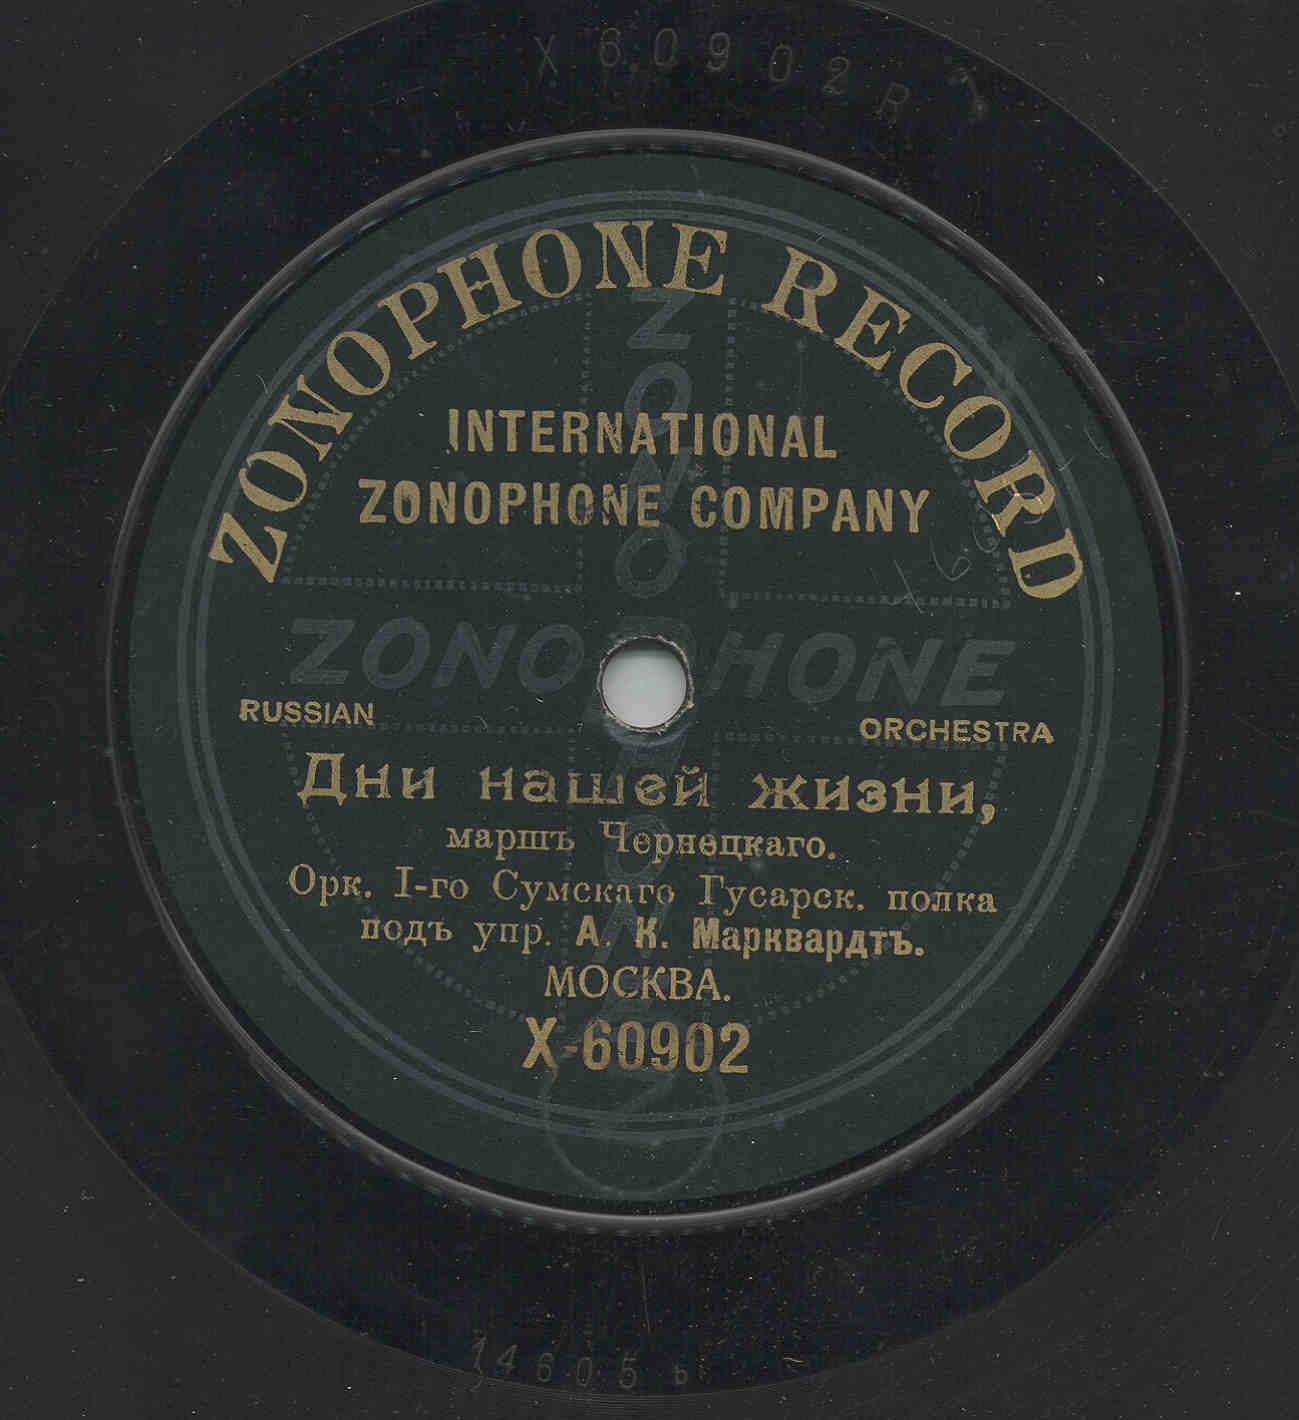 X 60902 R 1
ZONOPHONE RECORD
INTERNATIONAL
ZONOPHONE COMPANY
ZONOPHONE
RUSSIAN ORCHESTRA
Дни нашей жизни,
маршъ Чернецкаго.
Орк. I-го Сумскаго Гусарск. полка
подъ упр. А. К. Марквардтъ.
МОСКВА.
X-60902
14605 b